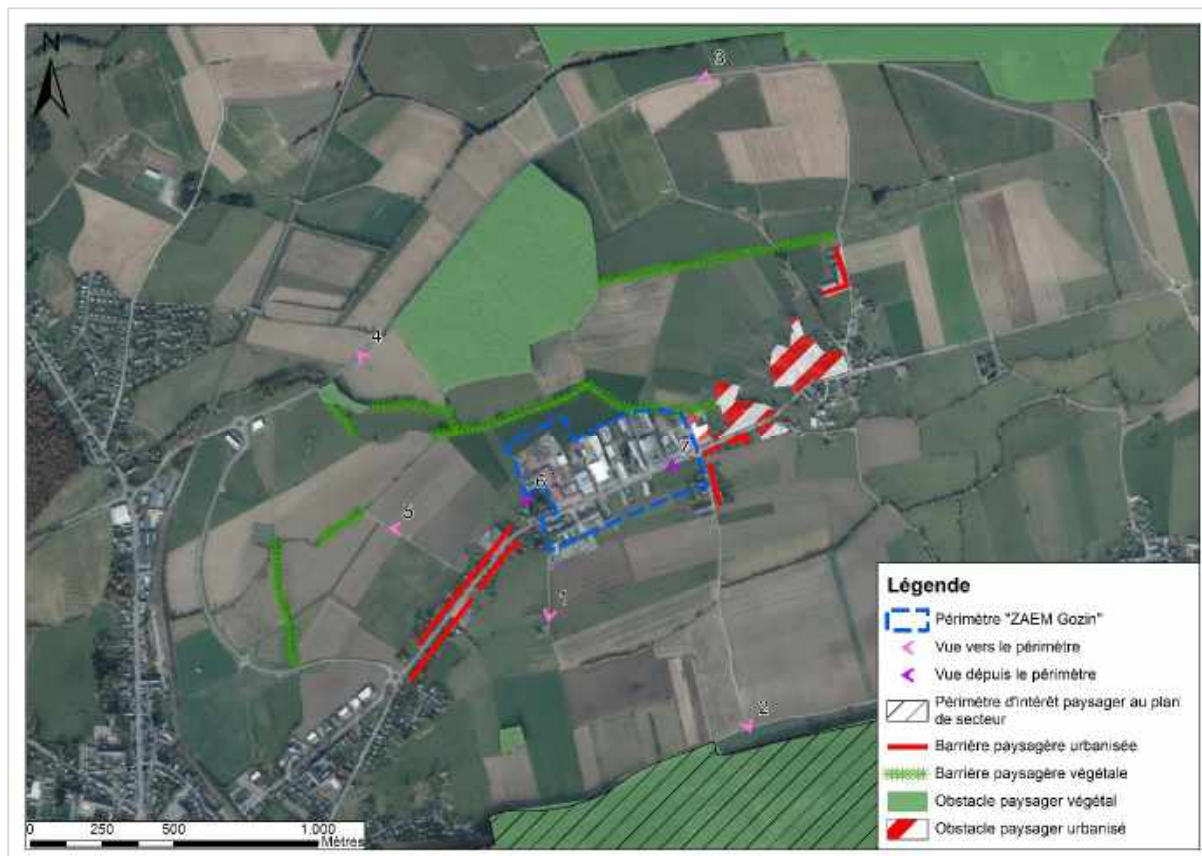 N
3
4
7
6
5
1
2
Légende
Périmètre "ZAEM Gozin"
Vue vers le périmètre
Vue dépuis le périmètre
Périmètre d'intérêt paysager au plan
de secteur
Barrière paysagère urbanisée
Barrière paysagère végétale
Obstacle paysager végétal
Obstacle paysager urbanisé
0 250 500 1.000
Mètres